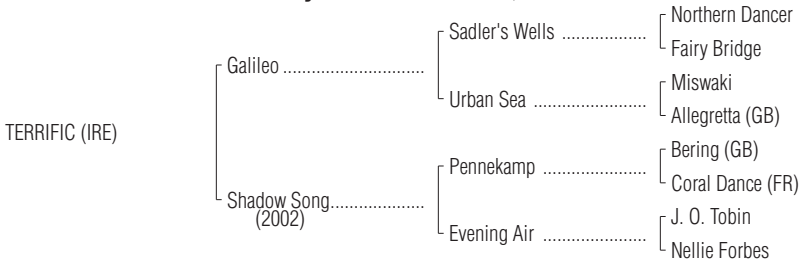 Northern Dancer
Sadler's Wells ..................
Fairy Bridge
Galileo .............................
Miswaki
Urban Sea ........................
Allegretta (GB)
TERRIFIC (IRE)
Bering (GB)
Pennekamp ......................
Coral Dance (FR)
Shadow Song....................
(2002)
J. O. Tobin
Evening Air ......................
Nellie Forbes